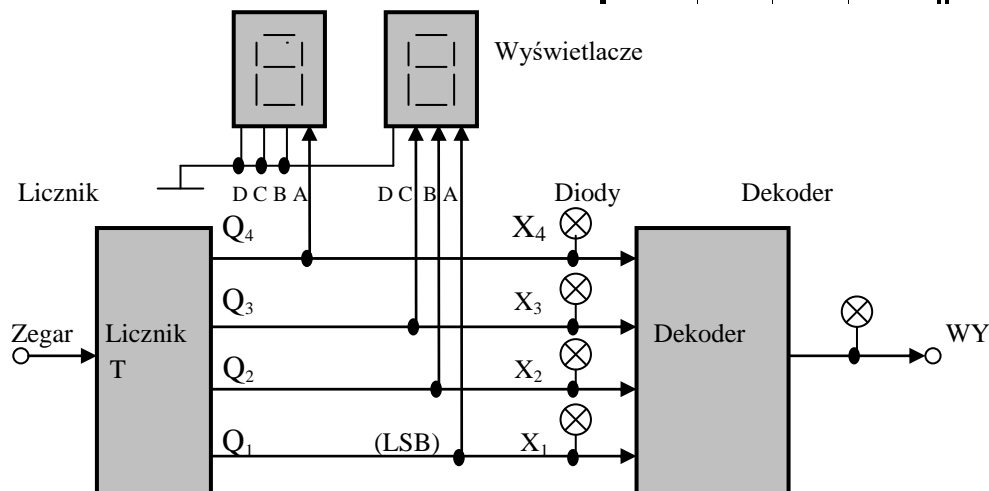 Wyświetlacze
D C B A
D C B A
Licznik
Diody
Dekoder
Q4
X4
Q3
X3
Zegar
Licznik
T
Dekoder
WY
Q2
X2
Q1
(LSB)
X1